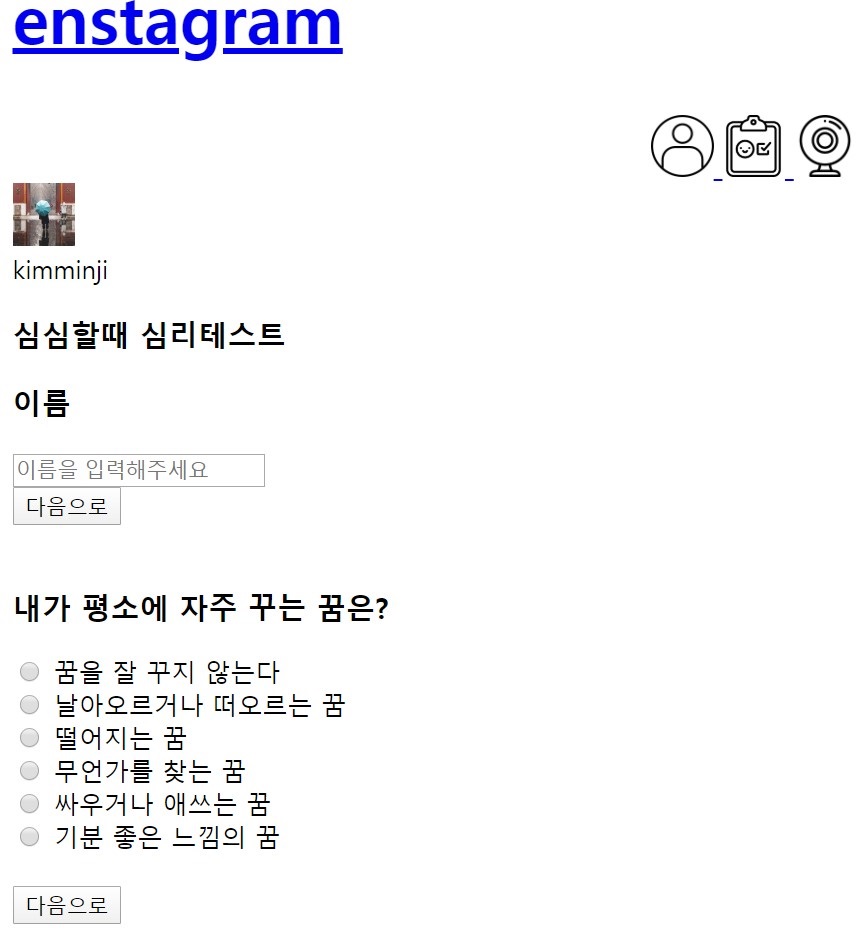 enstagram
kimminji
심심할때 심리테스트
이름
이름을 입력해주세요
다음으로
내가 평소에 자주 꾸는 꿈은?
꿈을 잘 꾸지 않는다
날아오르거나 떠오르는 꿈
떨어지는 꿈
무언가를 찾는 꿈
싸우거나 애쓰는 꿈
기분 좋은 느낌의 꿈
다음으로